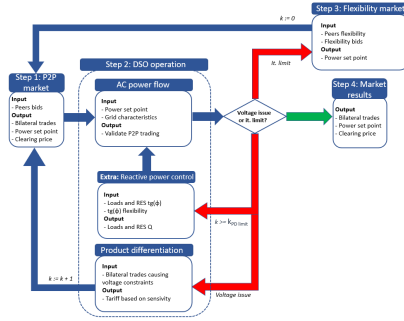 Step 3: Flexibility market
k := 0
Input
- Peers flexibility
- Flexibility bids
Output
- Power set point
it. limit
Step 1: P2P
market
Input
- Peers bids
Output
- Bilateral trades
- Power set point
- Clearing price
Step 2: DSO operation
AC power flow
Input
- Power set point
- Grid characteristics
Output
- Validate P2P trading
Voltage issue
or it. limit?
Step 4: Market
results
Output
- Bilateral trades
- Power set point
- Clearing price
Extra: Reactive power control
Input
- Loads and RES tg(ϕ)
- tg(ϕ) flexibility
Output
- Loads and RES Q
k >= kPD limit
Product differentiation
Input
- Bilateral trades causing
voltage constraints
Output
- Tariff based on sensivity
k := k + 1
Voltage issue